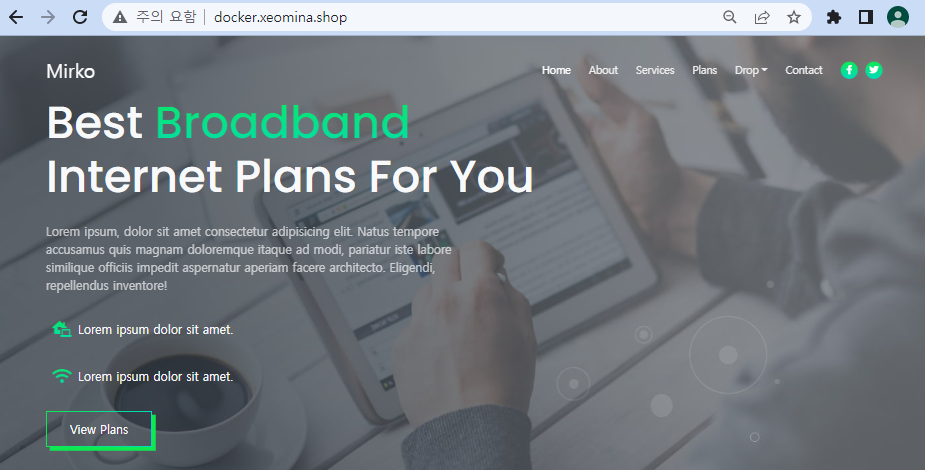 주의 요함 | docker.xeomina.shop
Mirko
Home About Services Plans Drop Contact
Best Broadband
Internet Plans For You
Lorem ipsum, dolor sit amet consectetur adipisicing elit. Natus tempore
accusamus quis magnam doloremque itaque ad modi, pariatur iste labore
similique officiis impedit aspernatur aperiam facere architecto. Eligendi,
repellendus inventore!
Lorem ipsum dolor sit amet.
Lorem ipsum dolor sit amet.
View Plans